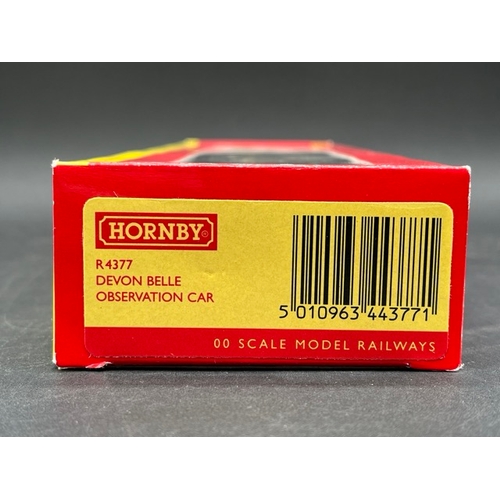 HORNBY®
R4377
DEVON BELLE
OBSERVATION CAR
5 010963 443771
00 SCALE MODEL RAILWAYS